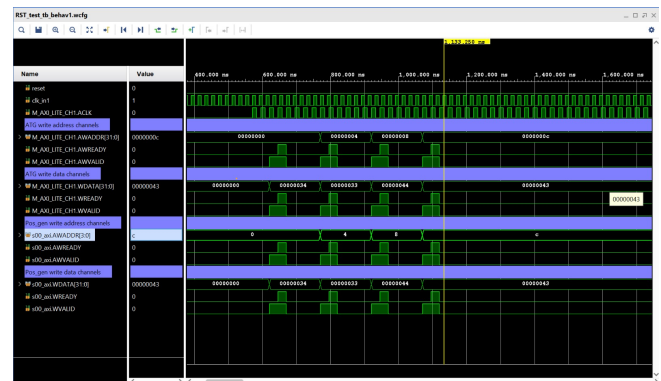 RST_test_tb_behav1.wcfg
1,133.250 ns
Name
Value
400.000 ns
600.000 ns
800.000 ns
1,000.000 ns
1,200.000 ns
1,400.000 ns
1,600.000 ns
reset
0
clk_in1
1
M_AXI_LITE_CH1.ACLK
0
ATG write address channels
M_AXI_LITE_CH1.AWADDR[31:0]
0000000c
00000000
00000004
00000008
0000000c
M_AXI_LITE_CH1.AWREADY
0
M_AXI_LITE_CH1.AWVALID
0
ATG write data channels
M_AXI_LITE_CH1.WDATA[31:0]
00000043
00000000
00000034
00000033
00000044
00000043
M_AXI_LITE_CH1.WREADY
0
00000043
M_AXI_LITE_CH1.WVALID
0
Pos_gen write address channels
s00_axi.AWADDR[3:0]
c
0
4
8
c
s00_axi.AWREADY
0
s00_axi.AWVALID
0
Pos_gen write data channels
s00_axi.WDATA[31:0]
00000043
00000000
00000034
00000033
00000044
00000043
s00_axi.WREADY
0
s00_axi.WVALID
0